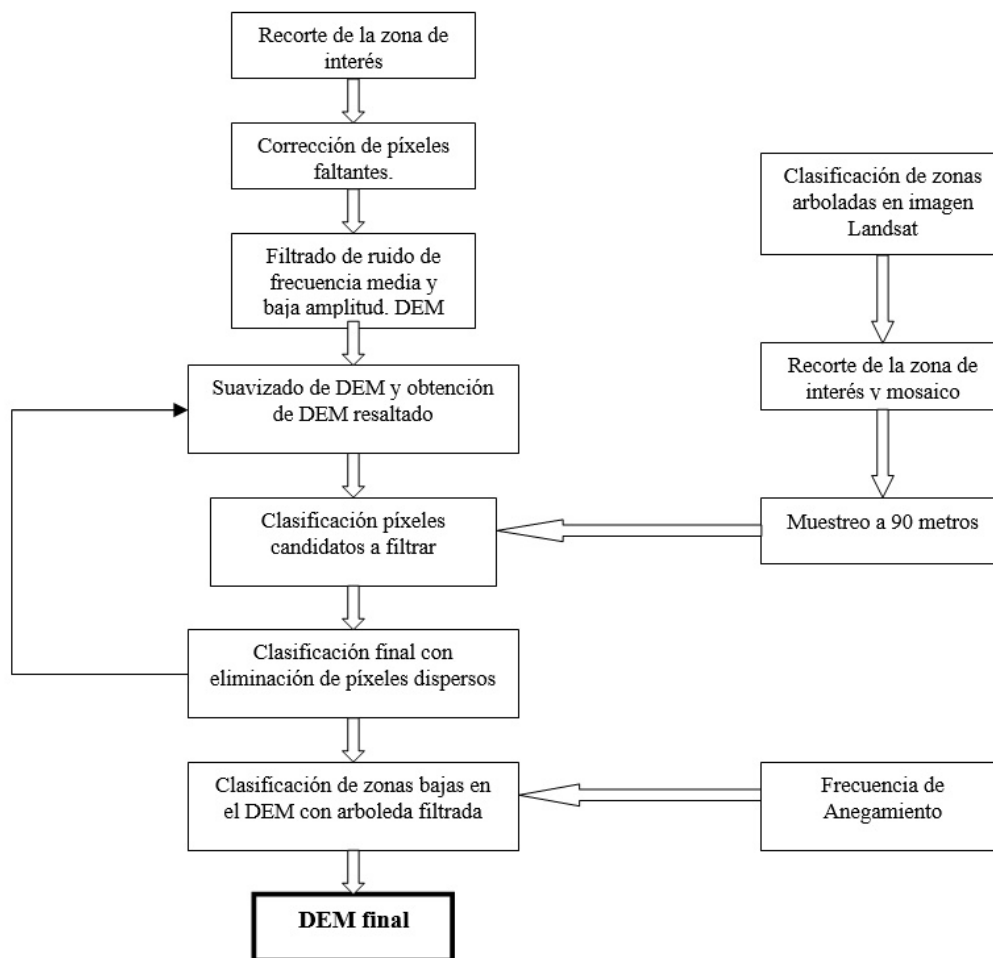 Recorte de la zona de
interés
Corrección de píxeles
faltantes.
Filtrado de ruido de
frecuencia media y
baja amplitud. DEM
Suavizado de DEM y obtención
de DEM resaltado
Clasificación píxeles
candidatos a filtrar
Clasificación final con
eliminación de píxeles dispersos
Clasificación de zonas bajas en
el DEM con arboleda filtrada
DEM final
Clasificación de zonas
arboladas en imagen
Landsat
Recorte de la zona de
interés y mosaico
Muestreo a 90 metros
Frecuencia de
Anegamiento